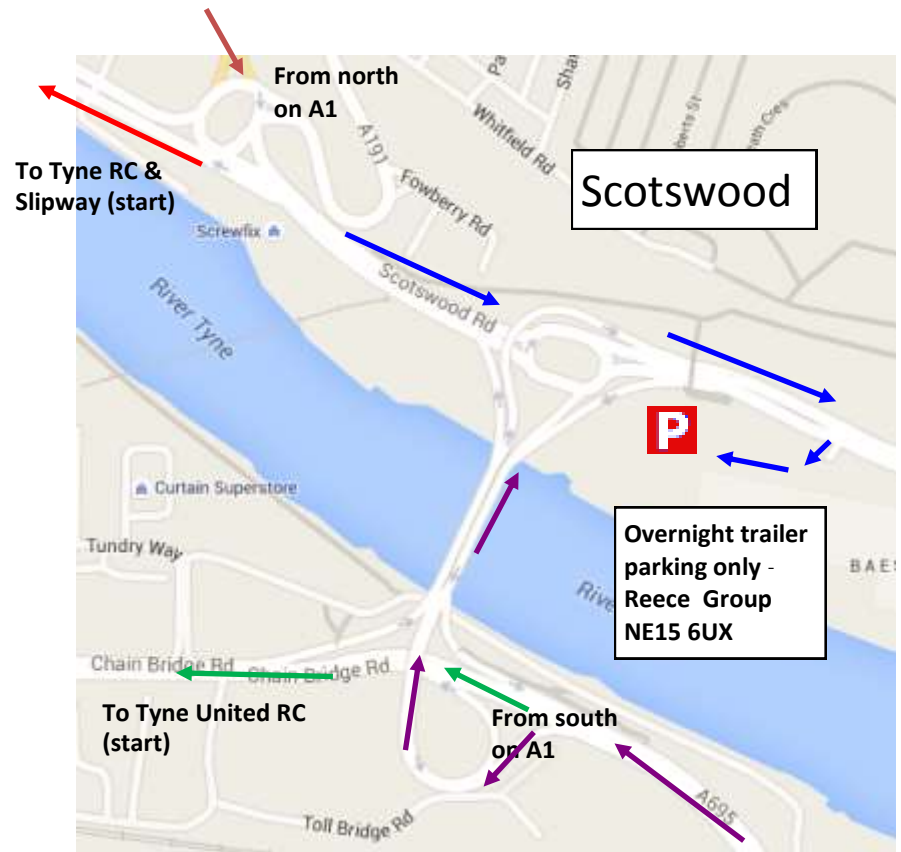 From north
on A1
To Tyne RC &
Slipway (start)
A191
Whitfield Rd
Fowberry Rd
Scotswood
Screwfix
Scotswood Rd
River Tyne
P
Curtain Superstore
Tundry Way
Overnight trailer
parking only -
Reece Group
NE15 6UX
Chain Bridge Rd
Chain Bridge Rd
To Tyne United RC
(start)
From south
on A1
A695
Toll Bridge Rd